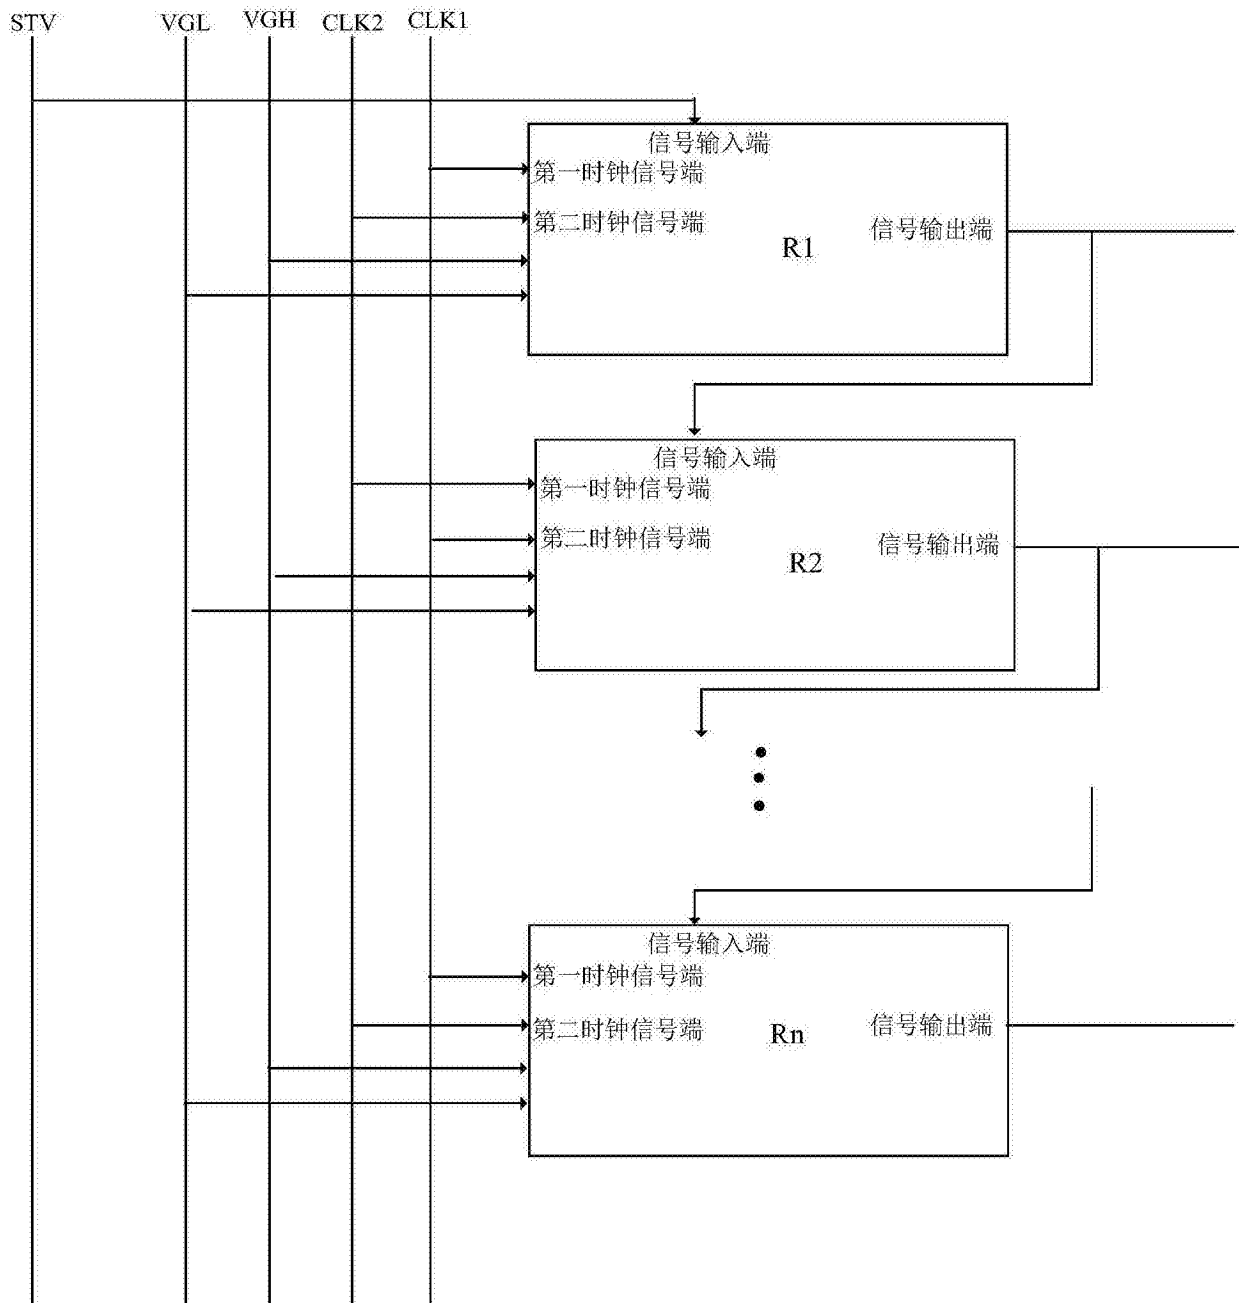 STV VGL VGH CLK2 CLK1
信号输入端
第一时钟信号端
第二时钟信号端
信号输出端
R1
信号输入端
第一时钟信号端
第二时钟信号端
信号输出端
R2
信号输入端
第一时钟信号端
第二时钟信号端
信号输出端
Rn